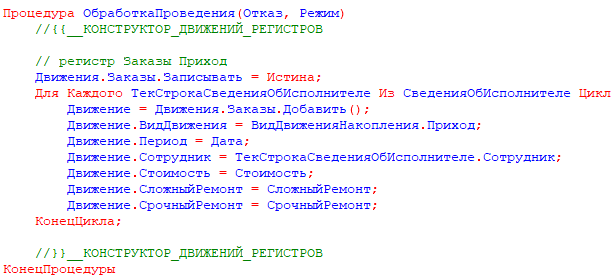 Процедура ОбработкаПроведения(Отказ, Режим)
//{{__КОНСТРУКТОР_ДВИЖЕНИЙ_РЕГИСТРОВ
// регистр Заказы Приход
Движения.Заказы.Записывать = Истина;
Для Каждого ТекСтрокаСведенияОбИсполнителе Из СведенияОбИсполнителе Цикл
Движение = Движения.Заказы.Добавить();
Движение.ВидДвижения = ВидДвиженияНакопления.Приход;
Движение.Период = Дата;
Движение.Сотрудник = ТекСтрокаСведенияОбИсполнителе.Сотрудник;
Движение.Стоимость = Стоимость;
Движение.СложныйРемонт = СложныйРемонт;
Движение.СрочныйРемонт = СрочныйРемонт;
КонецЦикла;
//}}__КОНСТРУКТОР_ДВИЖЕНИЙ_РЕГИСТРОВ
КонецПроцедуры